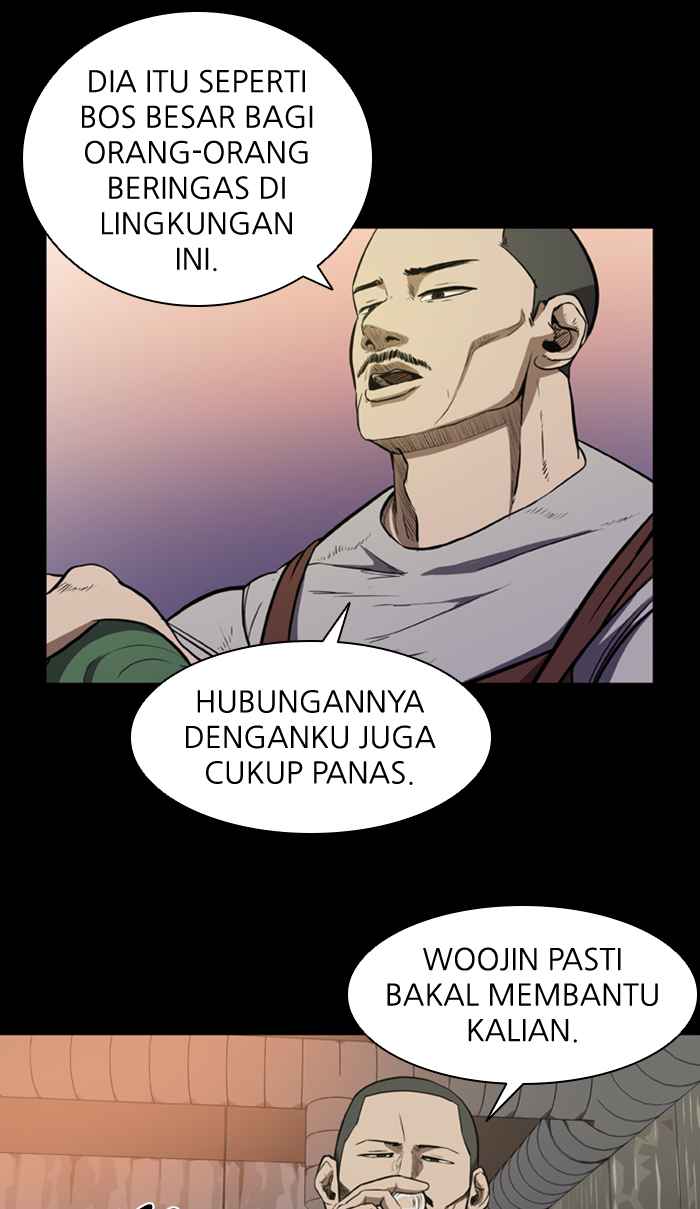 DIA ITU SEPERTI
BOS BESAR BAGI
ORANG-ORANG
BERINGAS DI
LINGKUNGAN
INI.
HUBUNGANNYA
DENGANKU JUGA
CUKUP PANAS.
WOOJIN PASTI
BAKAL MEMBANTU
KALIAN.